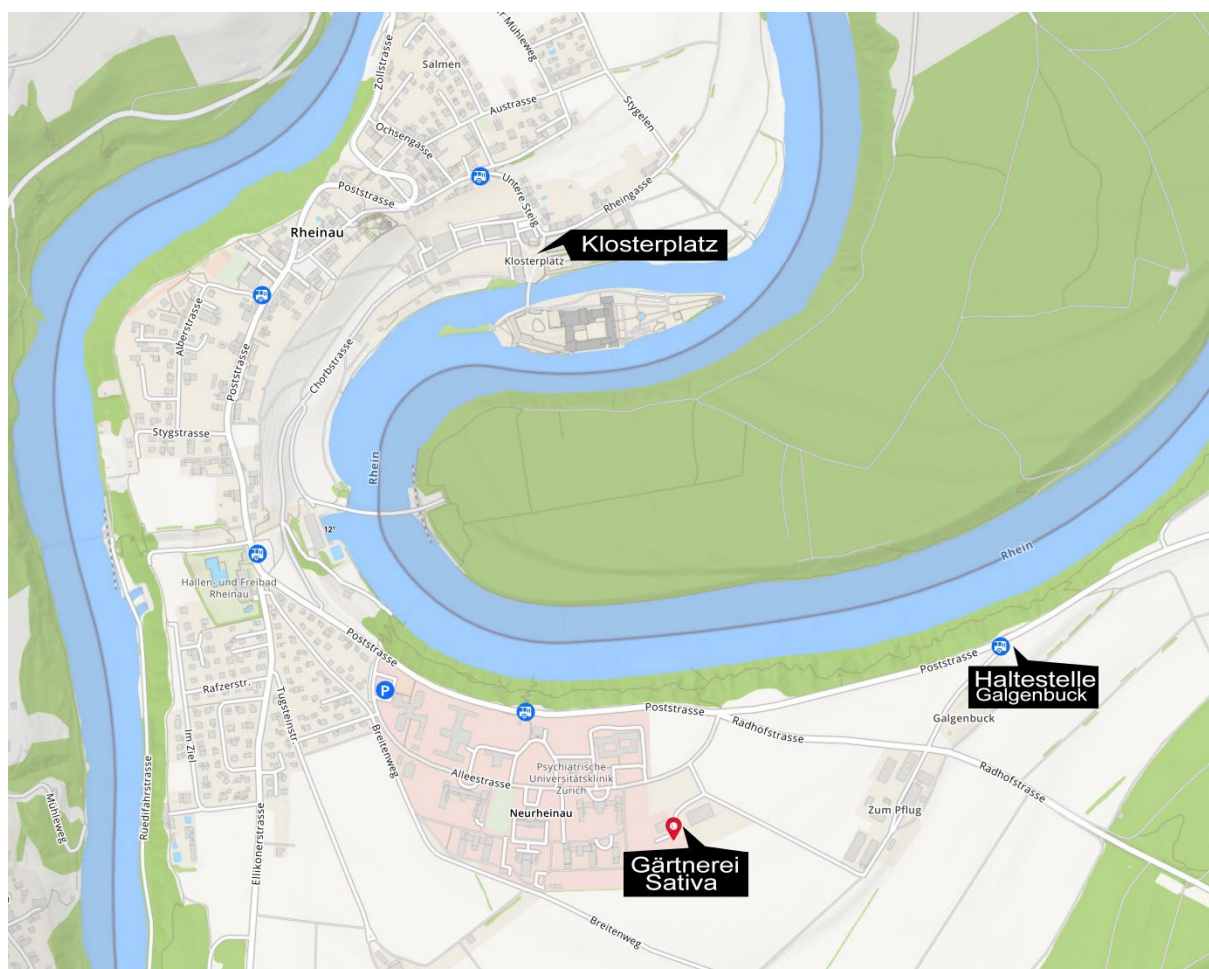 Zollstrasse
er-Mühleweg
Salmen
Austrasse
Stygelen
Ochsengasse
Poststrasse
Untere-Steig
Rheingasse
Rheinau
Klosterplatz
Klosterplatz
Alberstrasse
Poststrasse
Chorbstrasse
Stygstrasse
Rhein
12°
Rhein
Hallen- und Freibad
Rheinau
Poststrasse
Poststrasse
Haltestelle
Galgenbuck
Rafzerstr.
Tugsteinstr
P
Poststrasse
Radhofstrasse
Galgenbuck
Im Ziel
Breitenweg
Psychiatrische
Universitätsklinik
Zürich
Alleestrasse
Radhofstrasse
Rüedifahrstrasse
Mühleweg
Ellikonerstrasse
Neurheinau
Zum Pflug
Gärtnerei
Sativa
Breitenweg